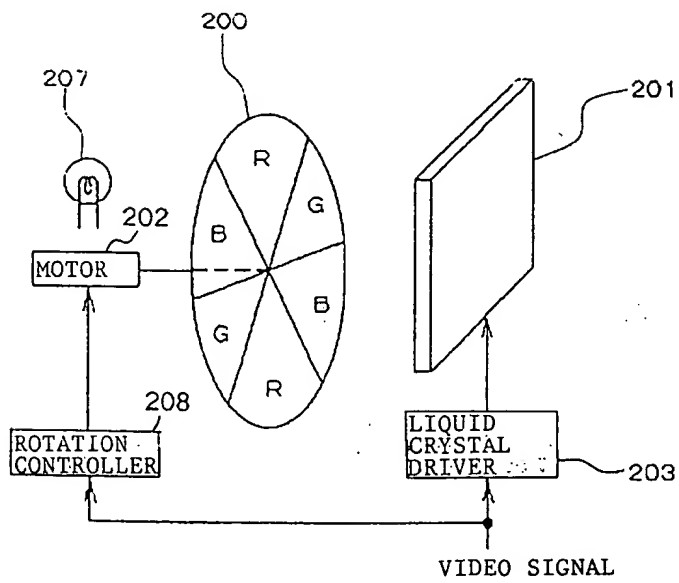 200
207
201
R
G
202
B
MOTOR
B
G
R
208
LIQUID
CRYSTAL
DRIVER
ROTATION
CONTROLLER
203
VIDEO SIGNAL